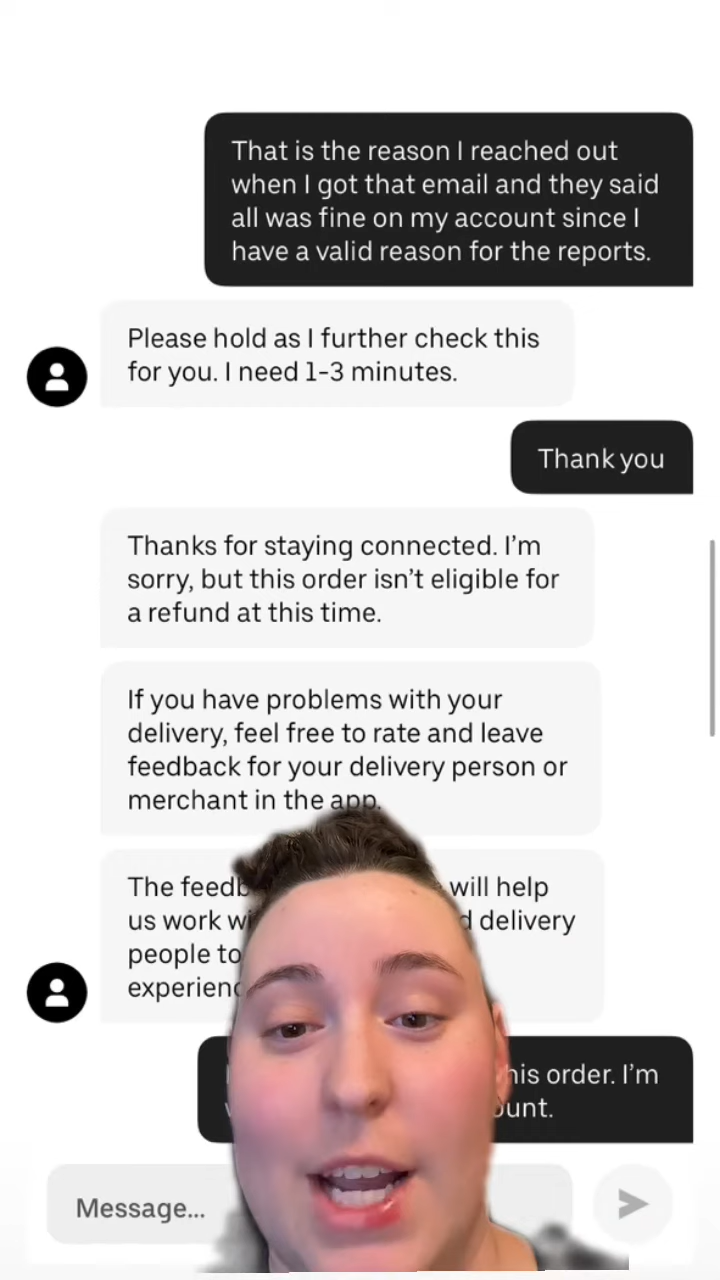 That is the reason I reached out
when I got that email and they said
all was fine on my account since I
have a valid reason for the reports.
Please hold as I further check this
for you. I need 1-3 minutes.
Thank you
Thanks for staying connected. I'm
sorry, but this order isn't eligible for
a refund at this time.
If you have problems with your
delivery, feel free to rate and leave
feedback for your delivery person or
merchant in the app.
The will help
us work delivery
people to
order. I'm
Message...